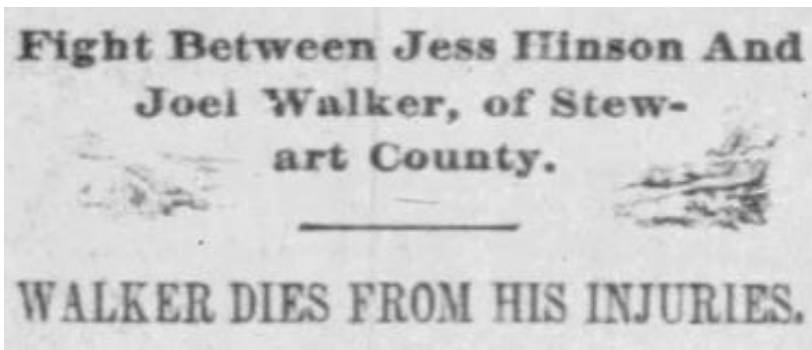 Fight Between Jess Hinson And
Joel Walker, of Stew-
art County.
WALKER DIES FROM HIS INJURIES.